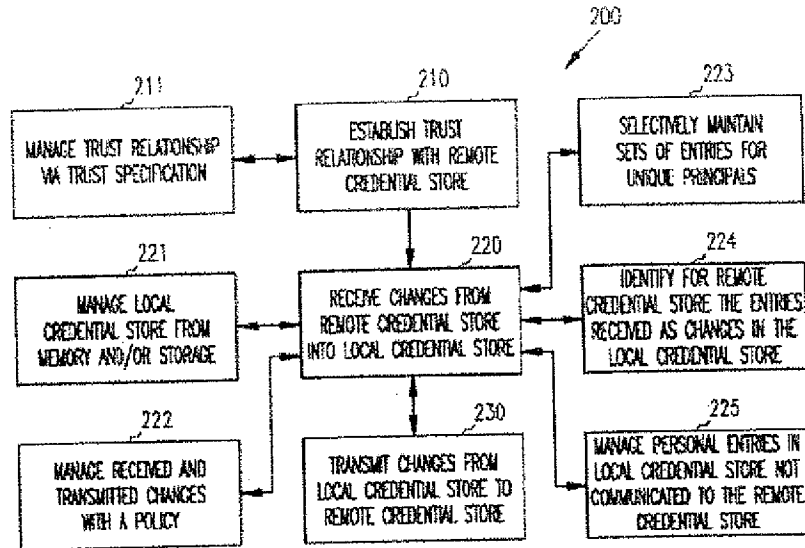 200
211
MANAGE TRUST RELATIONSHIP
VIA TRUST SPECIFICATION
210
ESTABLISH TRUST
RELATIONSHIP WITH REMOTE
CREDENTIAL STORE
223
SELECTIVELY MAINTAIN
SETS OF ENTRIES FOR
UNIQUE PRINCIPALS
221
MANAGE LOCAL
CREDENTIAL STORE FROM
MEMORY AND/OR STORAGE
220
RECEIVE CHANGES FROM
REMOTE CREDENTIAL STORE
INTO LOCAL CREDENTIAL STORE
224
IDENTIFY FOR REMOTE
CREDENTIAL STORE THE ENTRIES
RECEIVED AS CHANGES IN THE
LOCAL CREDENTIAL STORE
222
MANAGE RECEIVED AND
TRANSMITTED CHANGES
WITH A POLICY
230
TRANSMIT CHANGES FROM
LOCAL CREDENTIAL STORE TO
REMOTE CREDENTIAL STORE
225
MANAGE PERSONAL ENTRIES IN
LOCAL CREDENTIAL STORE NOT
COMMUNICATED TO THE REMOTE
CREDENTIAL STORE